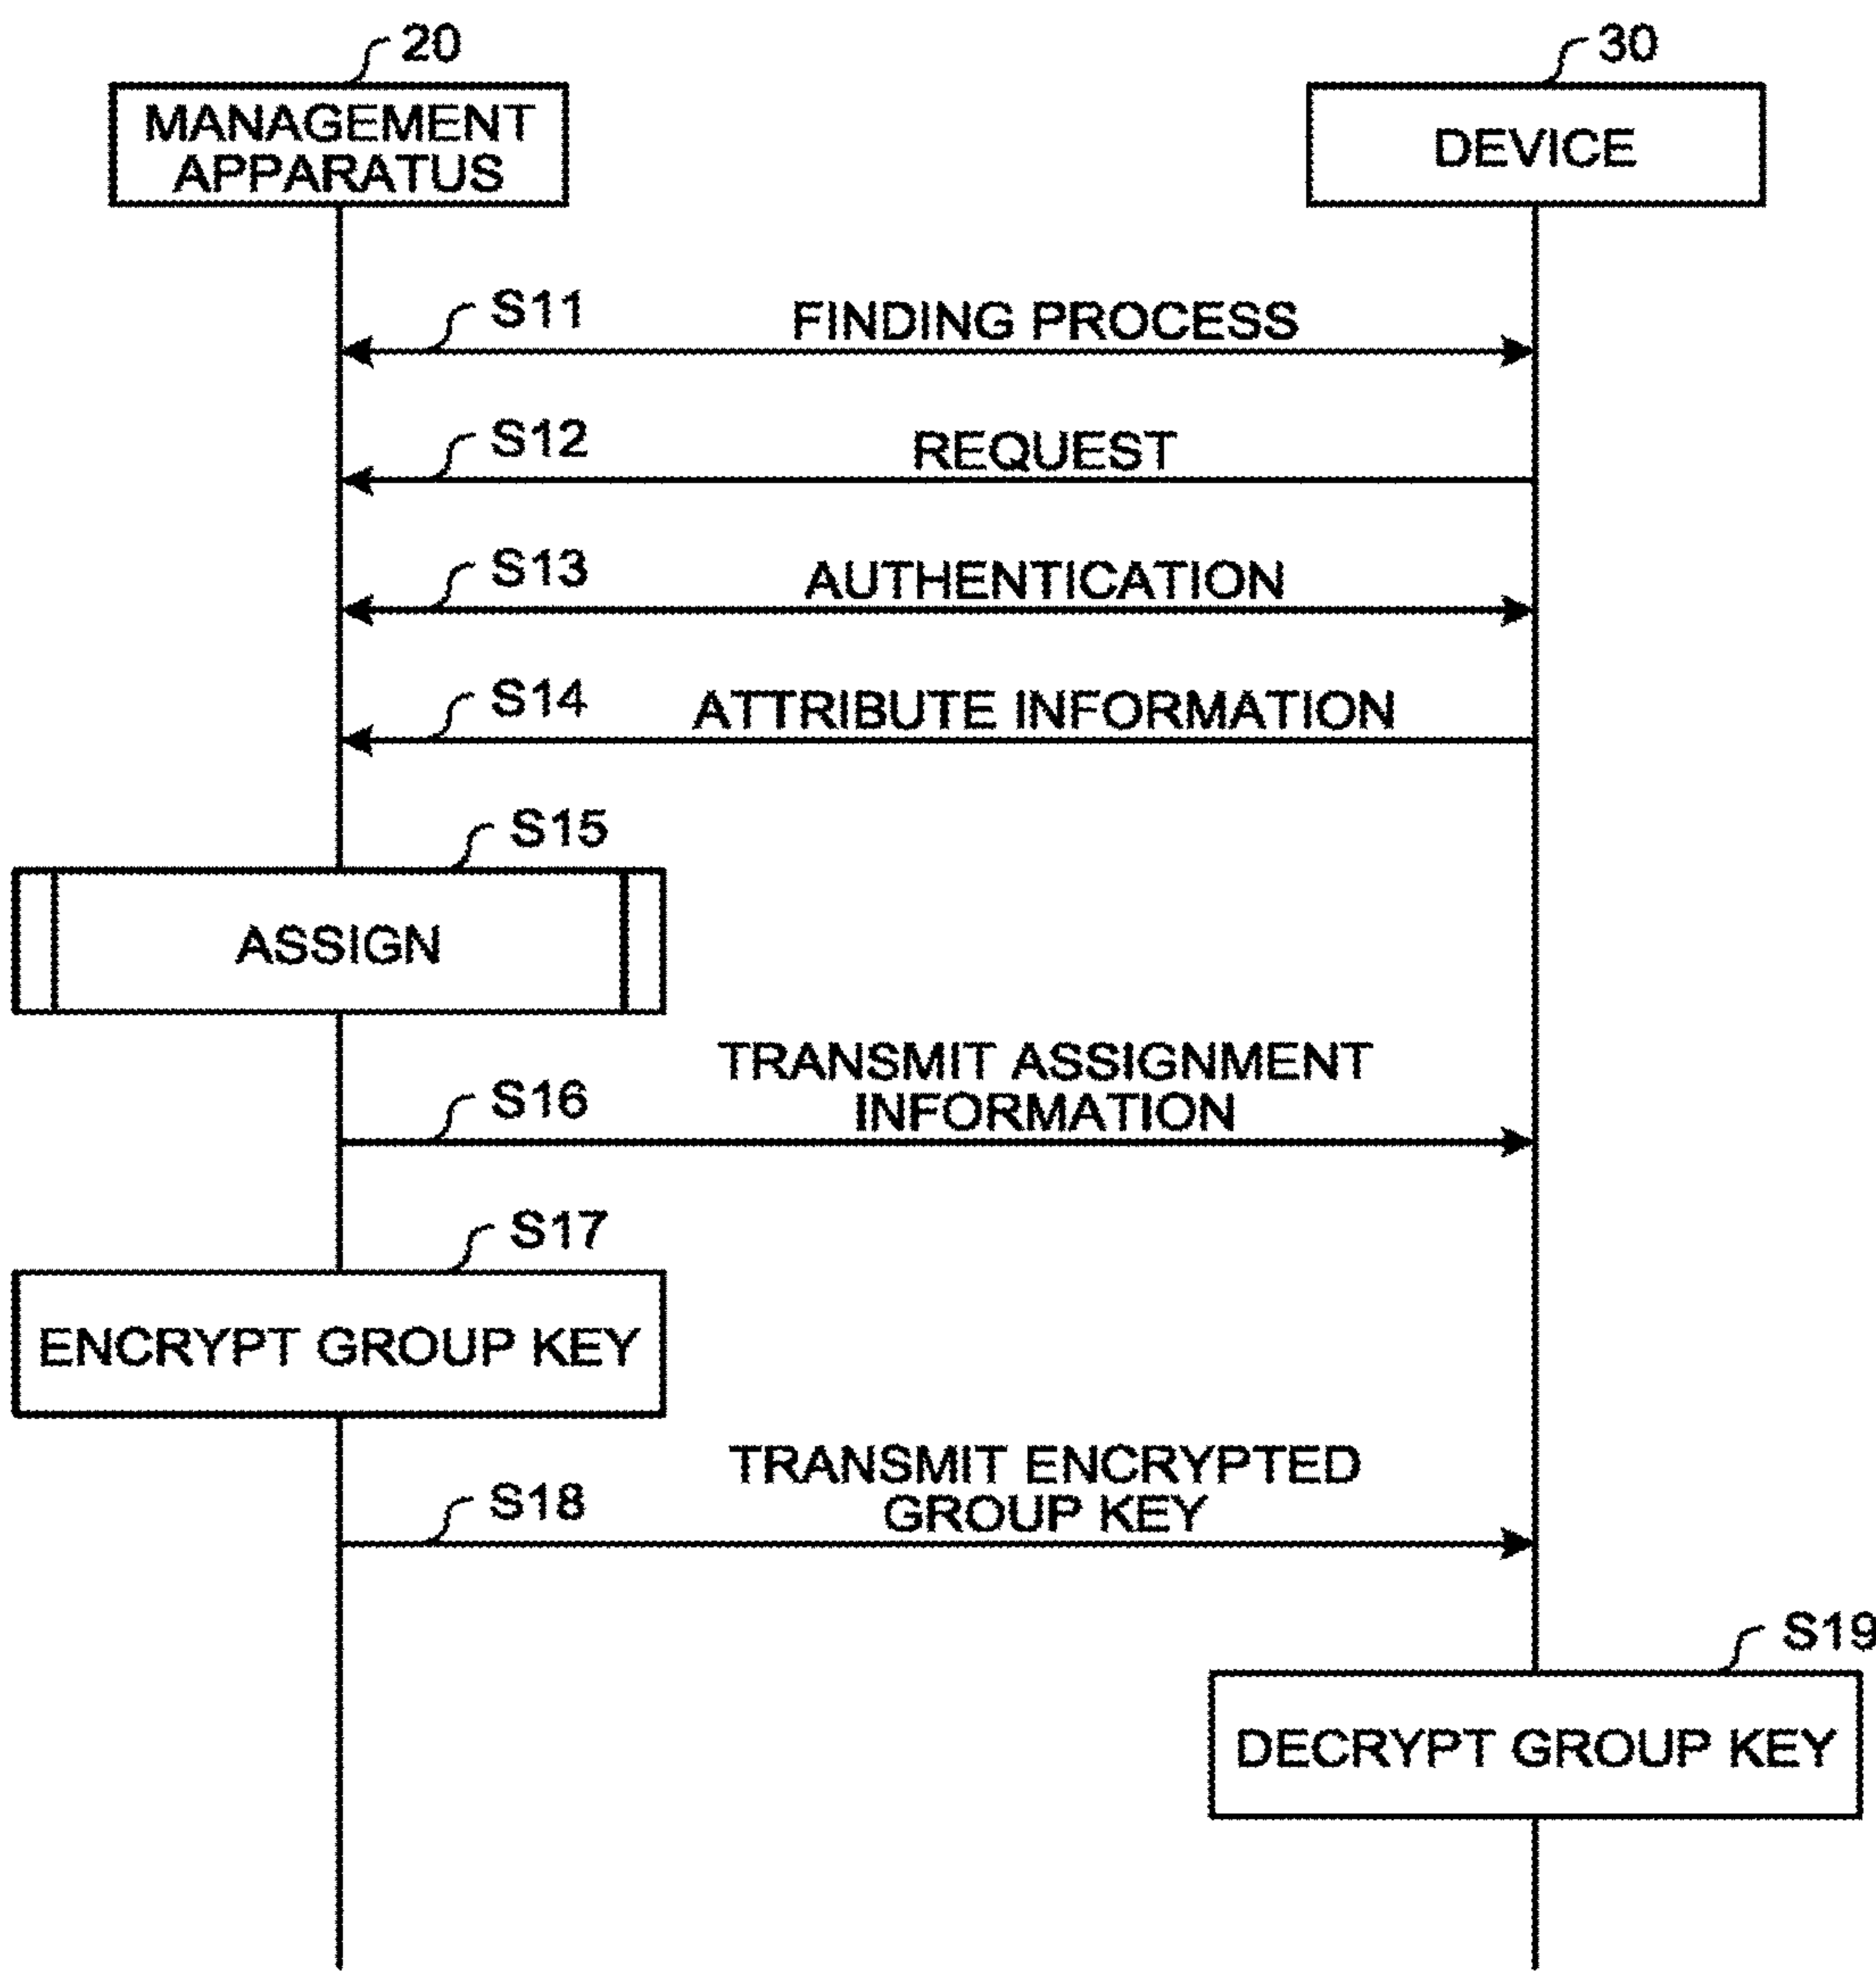 20
30
MANAGEMENT
APPARATUS
DEVICE
S11
FINDING PROCESS
S12
REQUEST
S13
AUTHENTICATION
S14
ATTRIBUTE INFORMATION
S15
ASSIGN
TRANSMIT ASSIGNMENT
INFORMATION
S16
S17
ENCRYPT GROUP KEY
TRANSMIT ENCRYPTED
GROUP KEY
S18
S19
DECRYPT GROUP KEY